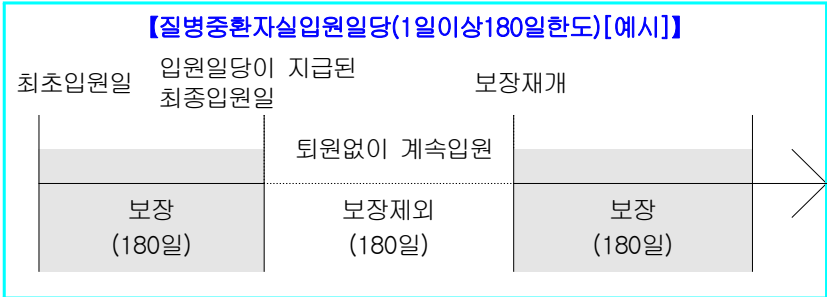 【질병중환자실입원일당(1일이상180일한도)[예시]】
최초입원일
입원일당이 지급된
최종입원일
보장재개
퇴원없이 계속입원
보장
(180일)
보장제외
(180일)
보장
(180일)